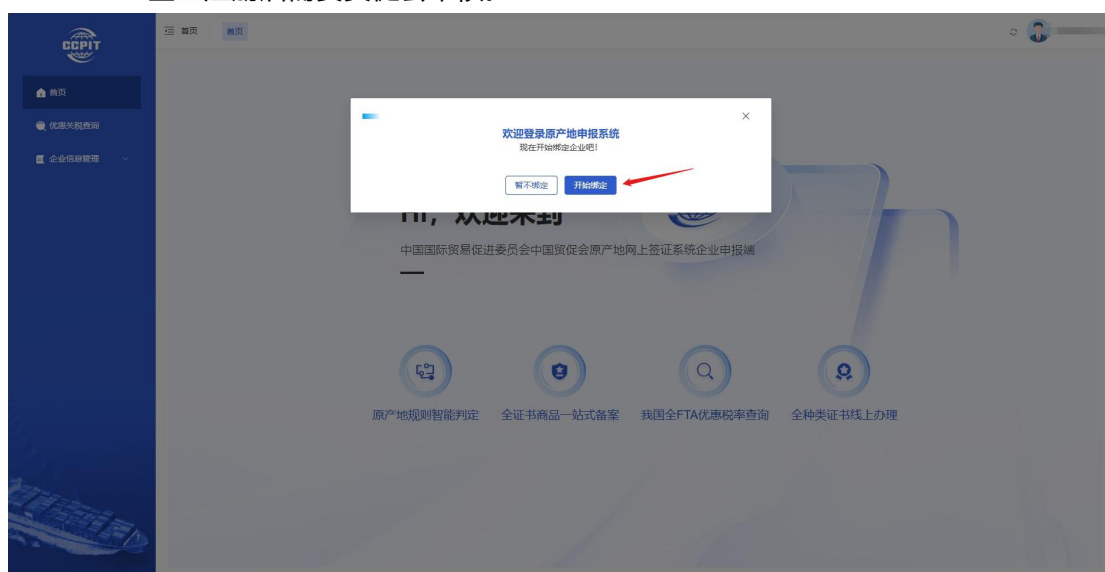 CCPIT
首页 首页
首页
优惠关税查询
企业信息管理
欢迎登录原产地申报系统
现在开始绑定企业吧!
暂不绑定 开始绑定
Hi, 欢迎来到
中国国际贸易促进委员会中国贸促会原产地网上签证系统企业申报端
原产地规则智能判定 全证书商品一站式备案 我国全FTA优惠税率查询 全种类证书线上办理